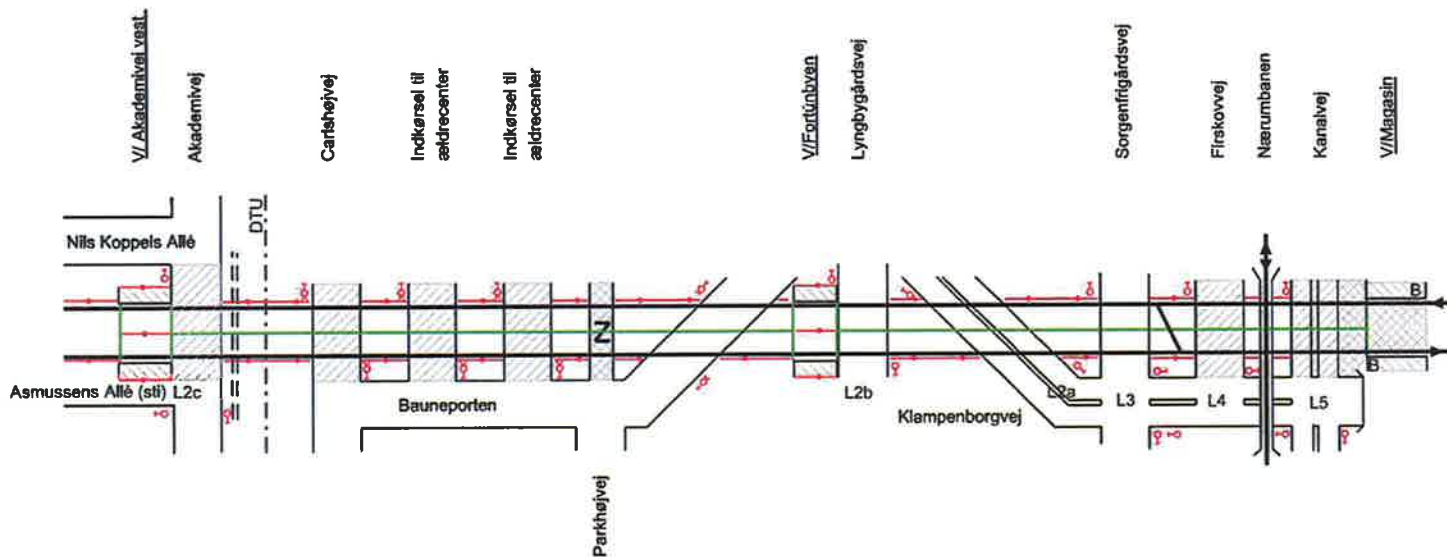 V/Akademivej vest
Akademivej
Carlshøjvej
Indkørsel til
ældrecenter
Indkørsel til
ældrecenter
V/Fortunbyen
Lyngbygårdsvej
Sorgenfrigårdsvej
Firskovvej
Nærumbanen
Kanalvej
V/Magasin
Nils Koppels Allé
DTU
Z
B
B
Asmussens Allé (sti) L2c
Bauneporten
L2b
Klampenborgvej
L2a
L3
L4
L5
Parkhøjvej